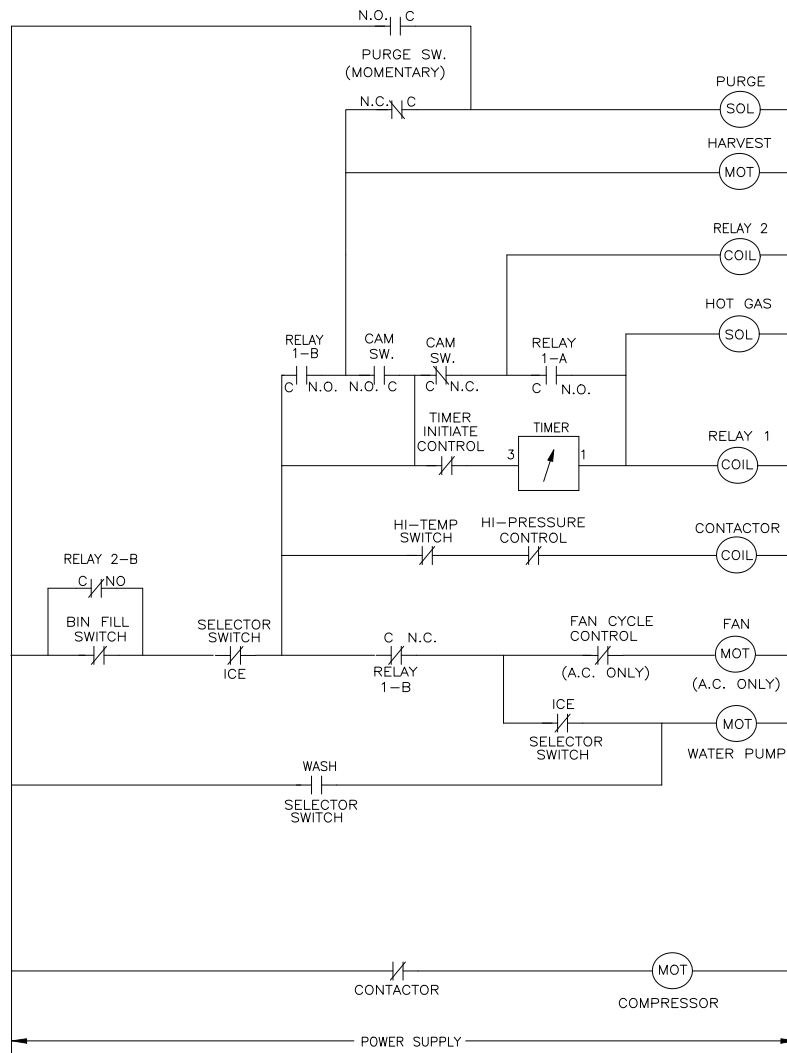 N.O. C
PURGE SW.
(MOMENTARY)
PURGE
N.C. C
SOL
HARVEST
MOT
RELAY 2
COIL
HOT GAS
SOL
RELAY
1-B
CAM
SW.
CAM
SW.
RELAY
1-A
C N.O.
N.O. C
C N.C.
C N.O.
TIMER
INITIATE
CONTROL
TIMER
3
1
RELAY 1
COIL
HI-TEMP
SWITCH
HI-PRESSURE
CONTROL
CONTACTOR
COIL
RELAY 2-B
C NO
BIN FILL
SWITCH
SELECTOR
SWITCH
ICE
C N.C.
RELAY
1-B
FAN CYCLE
CONTROL
(A.C. ONLY)
FAN
MOT
(A.C. ONLY)
ICE
SELECTOR
SWITCH
MOT
WATER PUMP
WASH
SELECTOR
SWITCH
CONTACTOR
MOT
COMPRESSOR
POWER SUPPLY